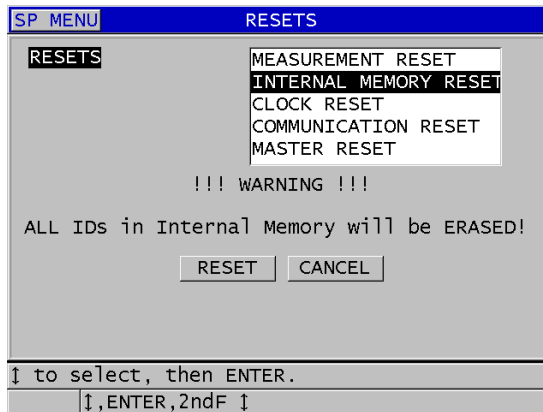 SP MENU RESETS
RESETS
MEASUREMENT RESET
INTERNAL MEMORY RESET
CLOCK RESET
COMMUNICATION RESET
MASTER RESET
!!! WARNING !!!
ALL IDs in Internal Memory will be ERASED!
RESET CANCEL
↕ to select, then ENTER.
↕,ENTER,2ndF ↕